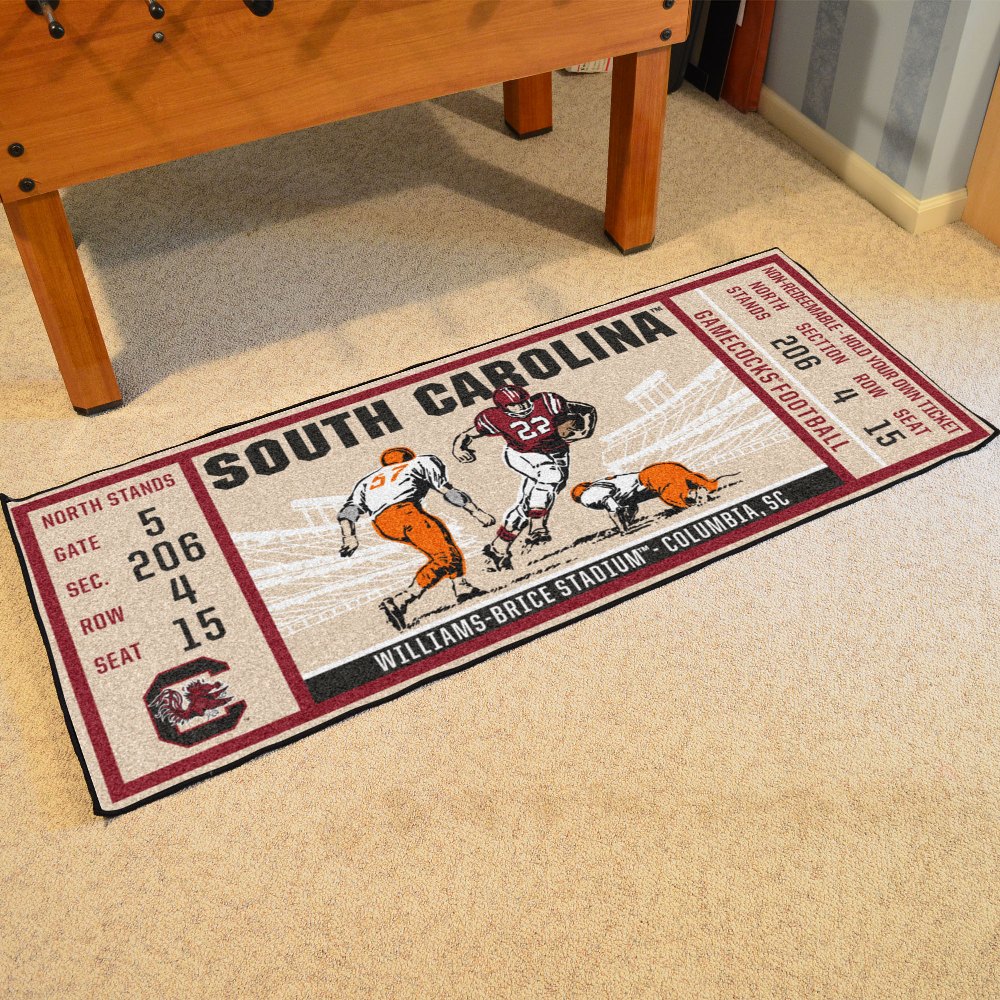 SOUTH CAROLINA™
NORTH STANDS
GATE 5
SEC. 206
ROW 4
SEAT 15
C
57
22
WILLIAMS-BRICE STADIUM™ - COLUMBIA, SC
GAMECOCKS® FOOTBALL
NORTH STANDS
SECTION 206
ROW 4
SEAT 15
NON-REDEEMABLE - HOLD YOUR OWN TICKET